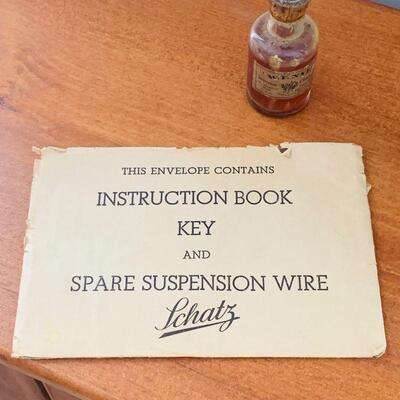 THIS ENVELOPE CONTAINS
INSTRUCTION BOOK
KEY
AND
SPARE SUSPENSION WIRE
Schatz